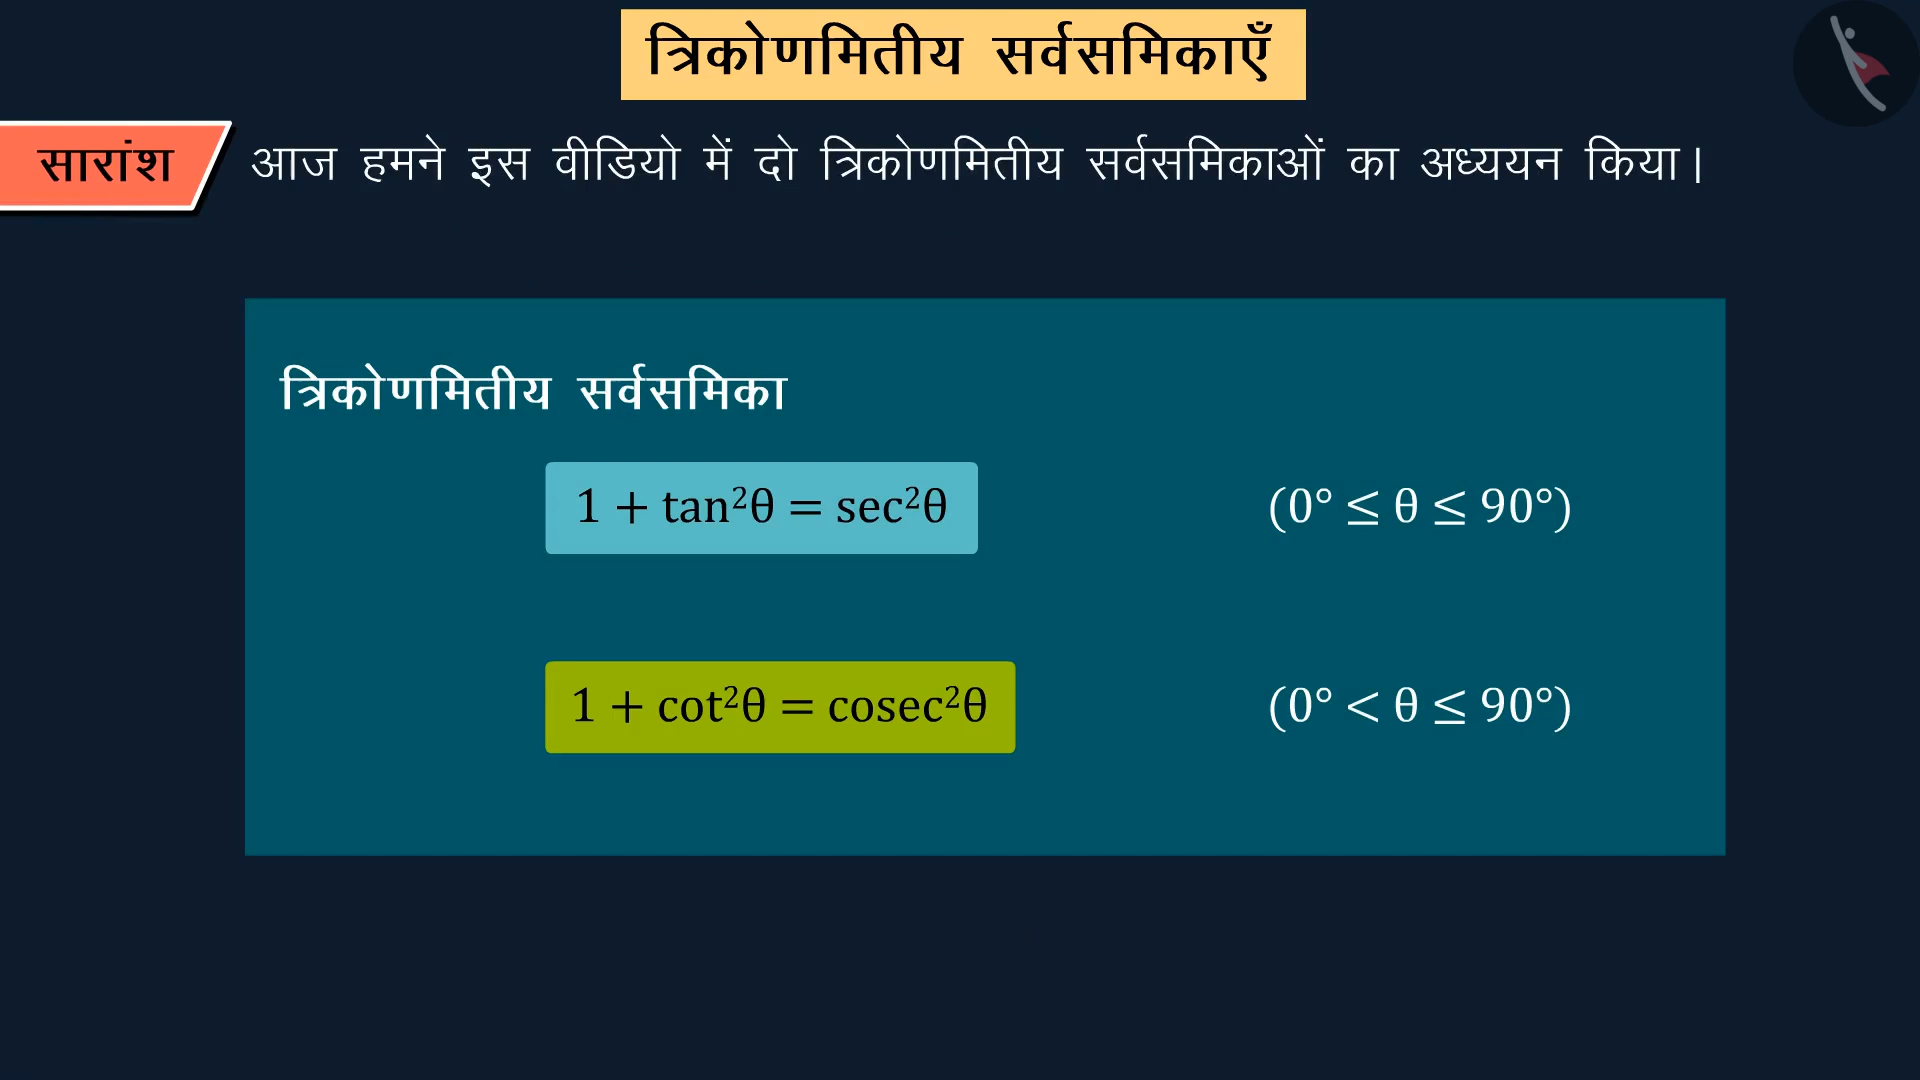 त्रिकोणमितीय सर्वसमिकाएँ
सारांश आज हमने इस वीडियो में दो त्रिकोणमितीय सर्वसमिकाओं का अध्ययन किया।
त्रिकोणमितीय सर्वसमिका
1 + tan²θ = sec²θ (0° ≤ θ ≤ 90°)
1 + cot²θ = cosec²θ (0° < θ ≤ 90°)